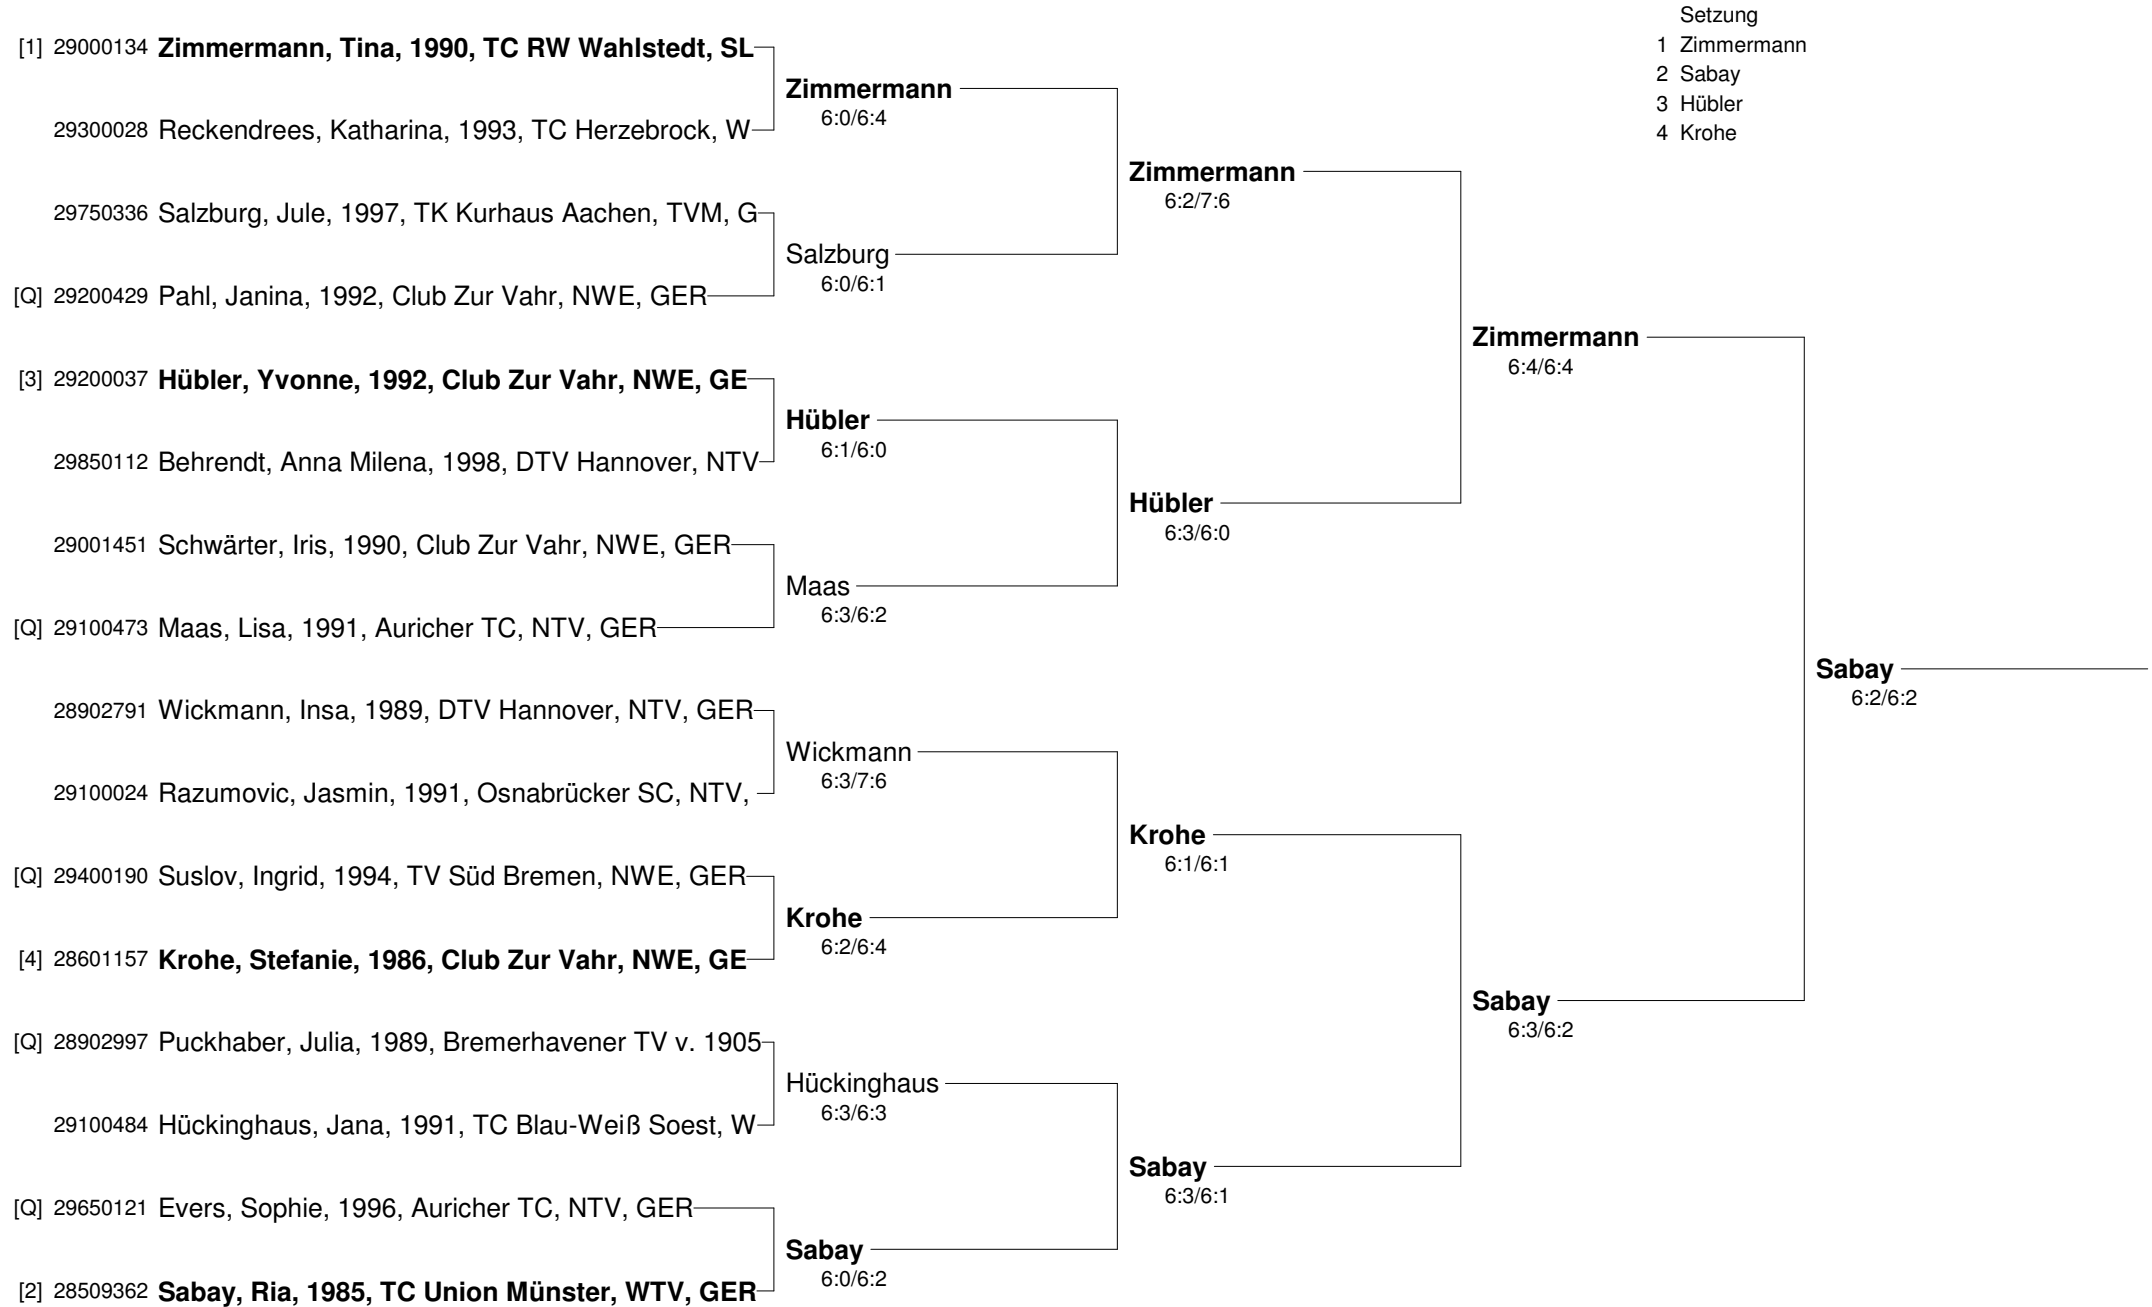 Setzung
1 Zimmermann
2 Sabay
3 Hübler
4 Krohe
[1] 29000134 Zimmermann, Tina, 1990, TC RW Wahlstedt, SL
29300028 Reckendrees, Katharina, 1993, TC Herzebrock, W
29750336 Salzburg, Jule, 1997, TK Kurhaus Aachen, TVM, G
[Q] 29200429 Pahl, Janina, 1992, Club Zur Vahr, NWE, GER
[3] 29200037 Hübler, Yvonne, 1992, Club Zur Vahr, NWE, GE
29850112 Behrendt, Anna Milena, 1998, DTV Hannover, NTV
29001451 Schwärter, Iris, 1990, Club Zur Vahr, NWE, GER
[Q] 29100473 Maas, Lisa, 1991, Auricher TC, NTV, GER
28902791 Wickmann, Insa, 1989, DTV Hannover, NTV, GER
29100024 Razumovic, Jasmin, 1991, Osnabrücker SC, NTV,
[Q] 29400190 Suslov, Ingrid, 1994, TV Süd Bremen, NWE, GER
[4] 28601157 Krohe, Stefanie, 1986, Club Zur Vahr, NWE, GE
[Q] 28902997 Puckhaber, Julia, 1989, Bremerhavener TV v. 1905
29100484 Hückinghaus, Jana, 1991, TC Blau-Weiß Soest, W
[Q] 29650121 Evers, Sophie, 1996, Auricher TC, NTV, GER
[2] 28509362 Sabay, Ria, 1985, TC Union Münster, WTV, GER
Zimmermann
6:0/6:4
Salzburg
6:0/6:1
Hübler
6:1/6:0
Maas
6:3/6:2
Wickmann
6:3/7:6
Krohe
6:2/6:4
Hückinghaus
6:3/6:3
Sabay
6:0/6:2
Zimmermann
6:2/7:6
Hübler
6:3/6:0
Krohe
6:1/6:1
Sabay
6:3/6:1
Zimmermann
6:4/6:4
Sabay
6:3/6:2
Sabay
6:2/6:2